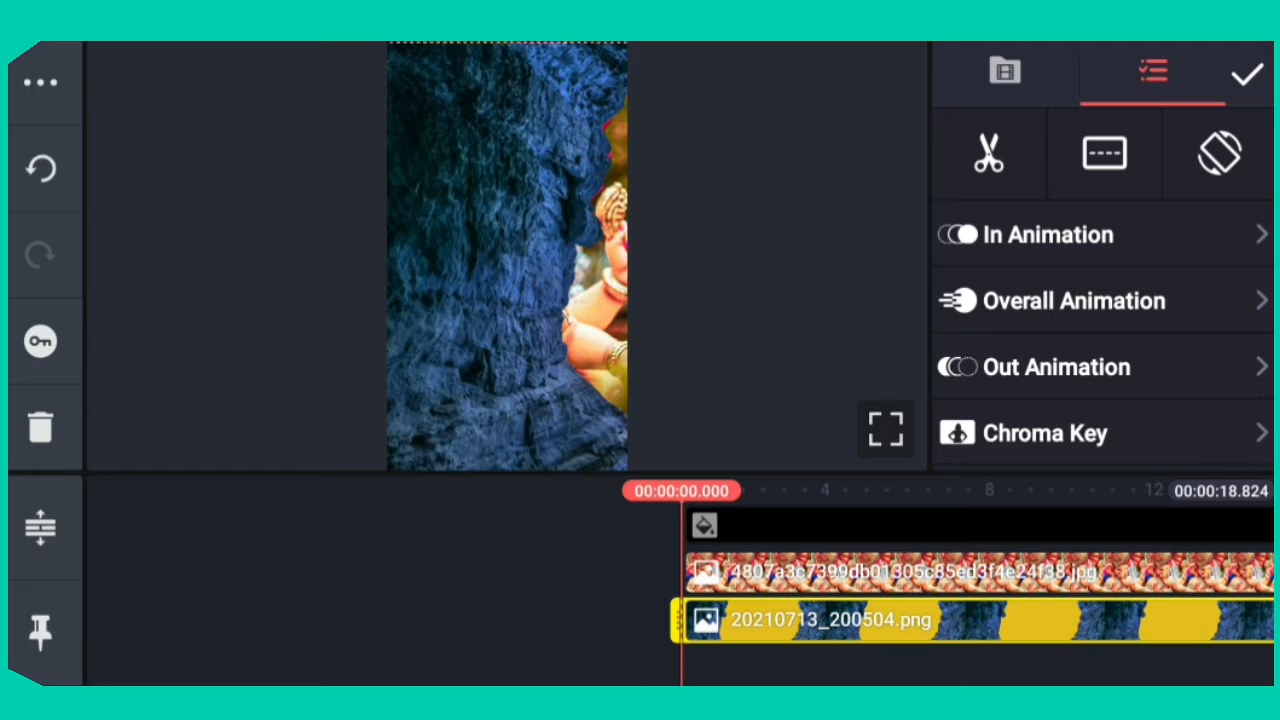 In Animation
Overall Animation
Out Animation
Chroma Key
00:00:00.000
4
8
12
00:00:18.824
4807a3c7399db01305c85ed3f4e24f38.jpg
20210713_200504.png